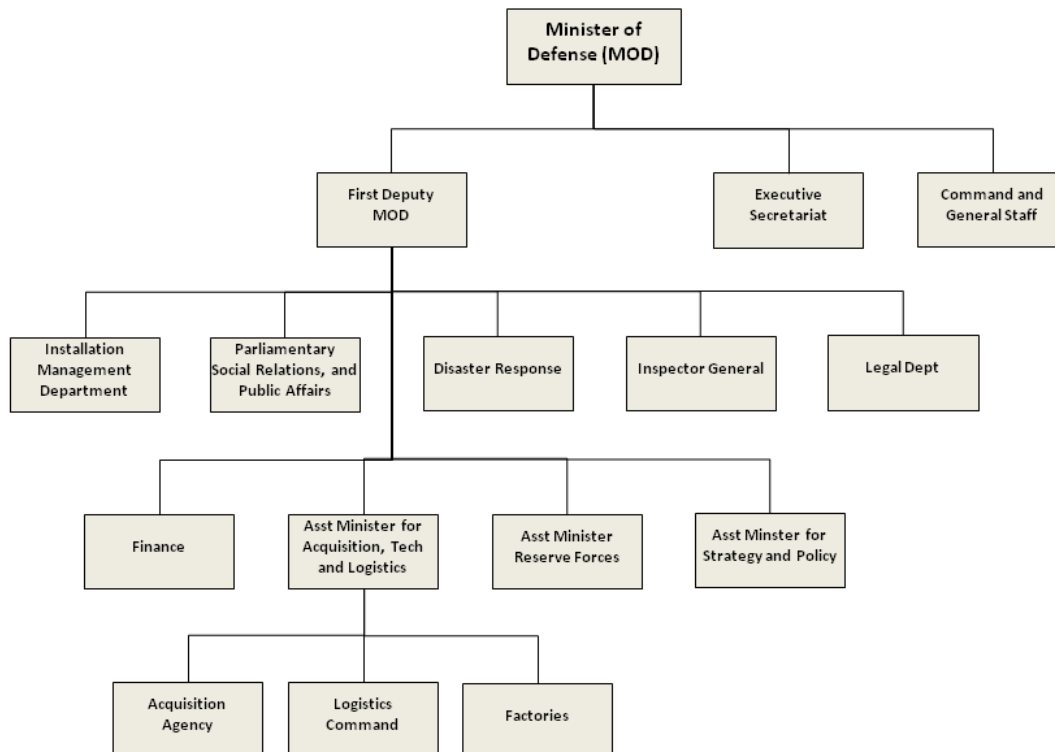 Minister of
Defense (MOD)
First Deputy
MOD
Executive
Secretariat
Command and
General Staff
Installation
Management
Department
Parliamentary
Social Relations, and
Public Affairs
Disaster Response
Inspector General
Legal Dept
Finance
Asst Minister for
Acquisition, Tech
and Logistics
Asst Minister
Reserve Forces
Asst Minster for
Strategy and Policy
Acquisition
Agency
Logistics
Command
Factories